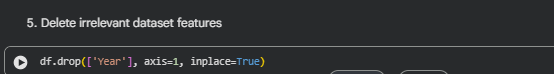 5. Delete irrelevant dataset features
df.drop(['Year'], axis=1, inplace=True)